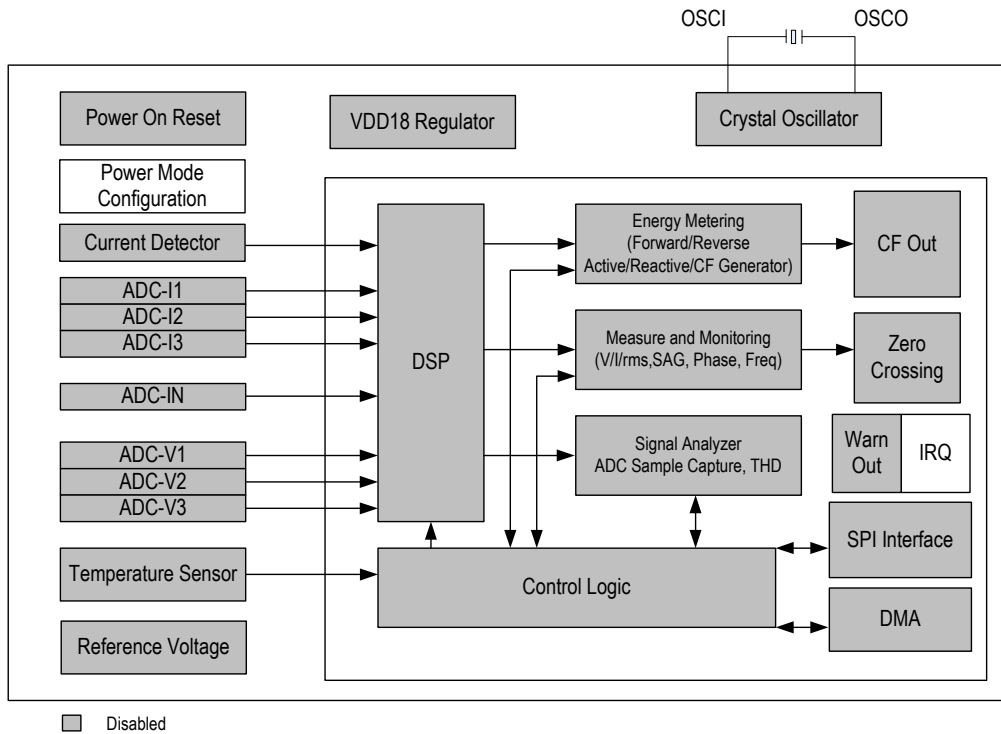 OSCI OSCO
Power On Reset
VDD18 Regulator
Crystal Oscillator
Power Mode
Configuration
Current Detector
ADC-I1
ADC-I2
ADC-I3
ADC-IN
ADC-V1
ADC-V2
ADC-V3
Temperature Sensor
Reference Voltage
DSP
Energy Metering
(Forward/Reverse
Active/Reactive/CF Generator)
CF Out
Measure and Monitoring
(V/I/rms,SAG, Phase, Freq)
Zero
Crossing
Signal Analyzer
ADC Sample Capture, THD
Warn
Out
IRQ
Control Logic
SPI Interface
DMA
Disabled